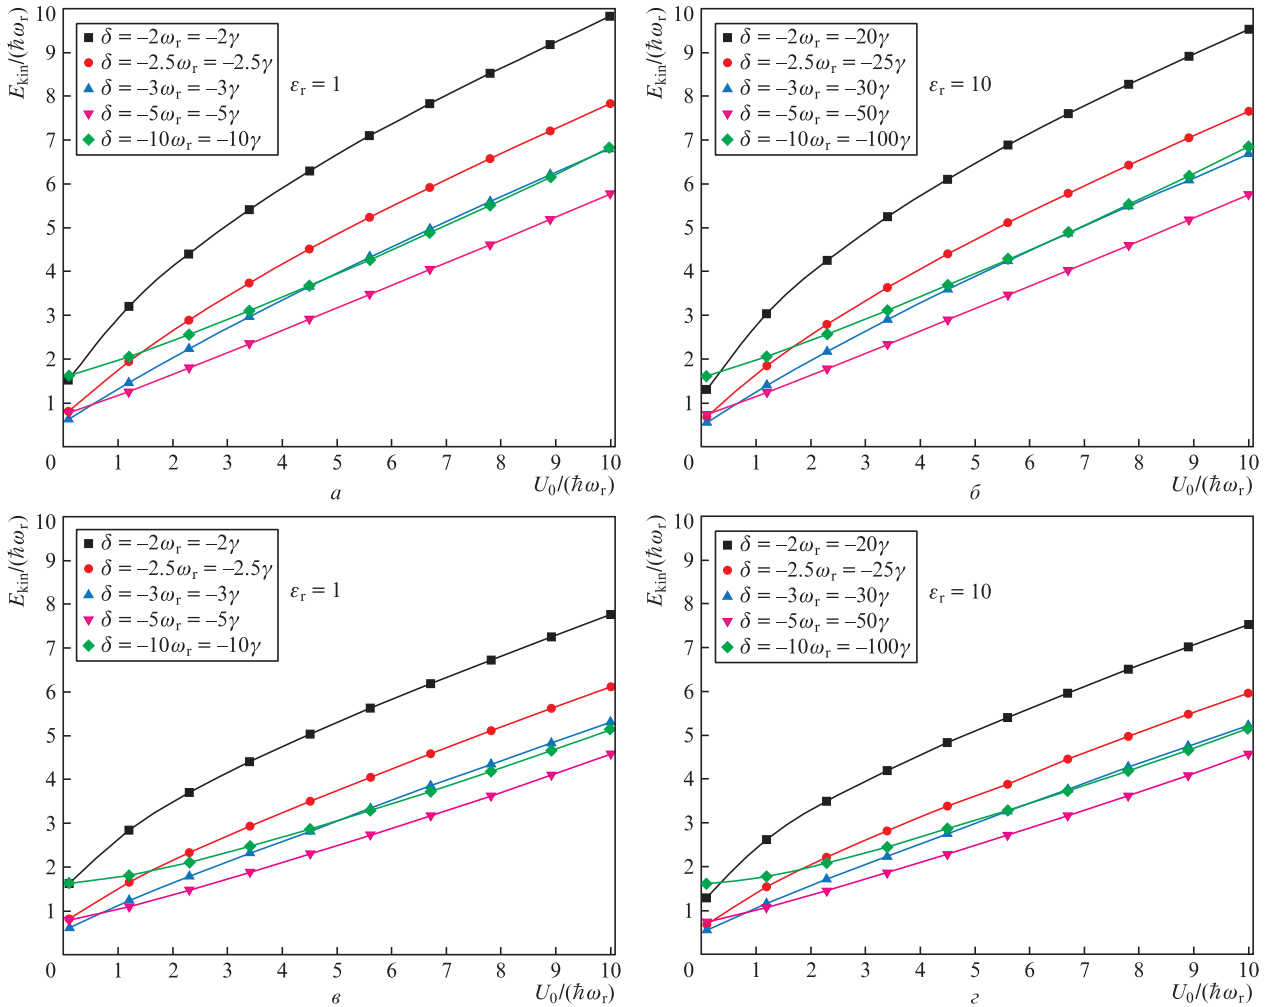 E_kin/(ħω_r)
10
9
8
7
6
5
4
3
2
1
0
δ = –2ω_r = –2γ
δ = –2.5ω_r = –2.5γ
δ = –3ω_r = –3γ
δ = –5ω_r = –5γ
δ = –10ω_r = –10γ
ε_r = 1
1 2 3 4 5 6 7 8 9 10
U_0/(ħω_r)
а
E_kin/(ħω_r)
10
9
8
7
6
5
4
3
2
1
0
δ = –2ω_r = –20γ
δ = –2.5ω_r = –25γ
δ = –3ω_r = –30γ
δ = –5ω_r = –50γ
δ = –10ω_r = –100γ
ε_r = 10
1 2 3 4 5 6 7 8 9 10
U_0/(ħω_r)
б
E_kin/(ħω_r)
10
9
8
7
6
5
4
3
2
1
0
δ = –2ω_r = –2γ
δ = –2.5ω_r = –2.5γ
δ = –3ω_r = –3γ
δ = –5ω_r = –5γ
δ = –10ω_r = –10γ
ε_r = 1
1 2 3 4 5 6 7 8 9 10
U_0/(ħω_r)
в
E_kin/(ħω_r)
10
9
8
7
6
5
4
3
2
1
0
δ = –2ω_r = –20γ
δ = –2.5ω_r = –25γ
δ = –3ω_r = –30γ
δ = –5ω_r = –50γ
δ = –10ω_r = –100γ
ε_r = 10
1 2 3 4 5 6 7 8 9 10
U_0/(ħω_r)
г